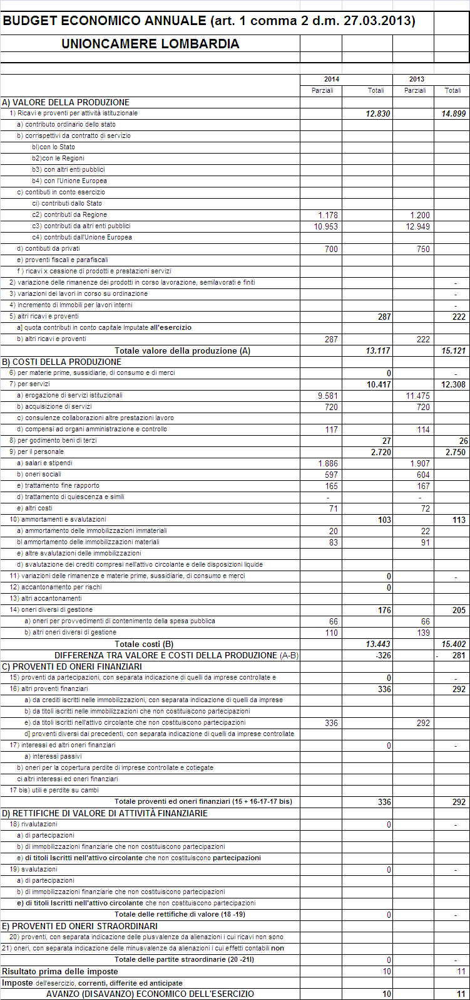 BUDGET ECONOMICO ANNUALE (art. 1 comma 2 d.m. 27.03.2013)
UNIONCAMERE LOMBARDIA
2014 2013
Parziali Totali Parziali Totali
A) VALORE DELLA PRODUZIONE
1) Ricavi e proventi per attività istituzionale 12.830 14.899
a) contributo ordinario dello stato
b) corrispettivi da contratto di servizio
bl)con lo Stato
b2)con le Regioni
b3) con altri enti pubblici
b4) con l'Unione Europea
c) contibuti in conto esercizio
ci) contributi dallo Stato
c2) contributi da Regione 1.178 1.200
c3) contributi da altri enti pubblici 10.953 12.949
c4) contributi dall'Unione Europea
d) contibuti da privati 700 750
e) proventi fiscali e parafiscali
f ) ricavi x cessione di prodotti e prestazioni servizi
2) variazione delle rimanenze dei prodotti in corso lavorazione, semilavorati e finiti -
3) variazioni dei lavori in corso su ordinazione -
4) incremento di Immobili per lavori interni -
5) aitri ricavi e proventi 287 222
a] quota contributi in conto capitale Imputate all'esercizio
b) altri ricavi e proventi 287 222
Totale valore della produzione (A) 13.117 15.121
B) COSTI DELLA PRODUZIONE
6) per materie prime, sussidiarie, di consumo e di merci 0 -
7) per servizi 10.417 12.308
a) erogazione di servizi istituzionali 9.581 11.475
b) acquisizione di servizi 720 720
c) consulenze collaborazioni altre prestazioni lavoro
d) compensi ad organi amministrazione e controllo 117 114
8) per godimento beni di terzi 27 26
9) per il personale 2.720 2.750
a) salari e stipendi 1.886 1.907
b) oneri sociali 597 604
e) trattamento fine rapporto 165 167
d) trattamento di quiescenza e simili - -
e) altri costi 71 72
10) ammortamenti e svalutazioni 103 113
a) ammortamento delle immobilizzazioni immateriali 20 22
bl ammortamento delle immobilizzazioni materiali 83 91
e) altre svalutazioni delle immobilizzazioni
d) svalutazione dei crediti compresi nell'attivo circolante e delle disposizioni liquide
11) variazioni delle rimanenze e materie prime, sussidiarie, di consumo e merci 0 -
12) accantonamento per rischi 0
13) altri accantonamenti
14) oneri diversi di gestione 176 205
a) oneri per provvedimenti di contenimento della spesa pubblica 66 66
b) altri oneri diversi di gestione 110 139
Totale costi (B) 13.443 15.402
DIFFERENZA TRA VALORE E COSTI DELLA PRODUZIONE (A-B) -326 - 281
C) PROVENTI ED ONERI FINANZIARI
15) proventi da partecipazioni, con separata indicazione di quelli da imprese controllate e 0 -
16) altri proventi finanziari 336 292
a) da crediti iscritti nelle immobilizzazioni, con separata indicazione di quelli da imprese
b) da titoli iscritti nelle immobilizzazioni che non costituiscono partecipazioni
e) da titoli iscritti nell'attivo circolante che non costituiscono partecipazioni 336 292
d] proventi diversi dai precedenti, con separata indicazione di quelli da imprese controllate
17) interessi ed altri oneri finanziari 0 -
a) interessi passivi
b) oneri per la copertura perdite di imprese controllate e cotiegate
ci altri interessi ed oneri finanziari
17 bis) utili e perdite su cambi
Totale proventi ed oneri finanziari (15 + 16-17-17 bis) 336 292
D) RETTIFICHE DI VALORE DI ATTIVITÀ FINANZIARIE
18) rivalutazioni 0 -
a) di partecipazioni
b) di immobilizzazioni finanziarie che non costituiscono partecipazioni
e) di titoli Iscritti nell'attivo circolante che non costituiscono partecipazioni
19) svalutazioni 0 -
a) di partecipazioni
b) di immobilizzazioni finanziarie che non costituiscono partecipazioni
e) di titoli Iscritti nell'attivo circolante che non costituiscono partecipazioni
Totale delle rettifiche di valore (18 -19) 0 -
E) PROVENTI ED ONERI STRAORDINARI
20) proventi, con separata indicazione delle plusvalenze da alienazioni i cui ricavi non sono
21) oneri, con separata indicazione delle minusvalenze da alienazioni i cui effetti contabili non
Totale delle partite straordinarie (20 -21l) 0 -
Risultato prima delle imposte 10 11
Imposte dell'esercizio, correnti, differite ed anticipate
AVANZO (DISAVANZO) ECONOMICO DELL'ESERCIZIO 10 11